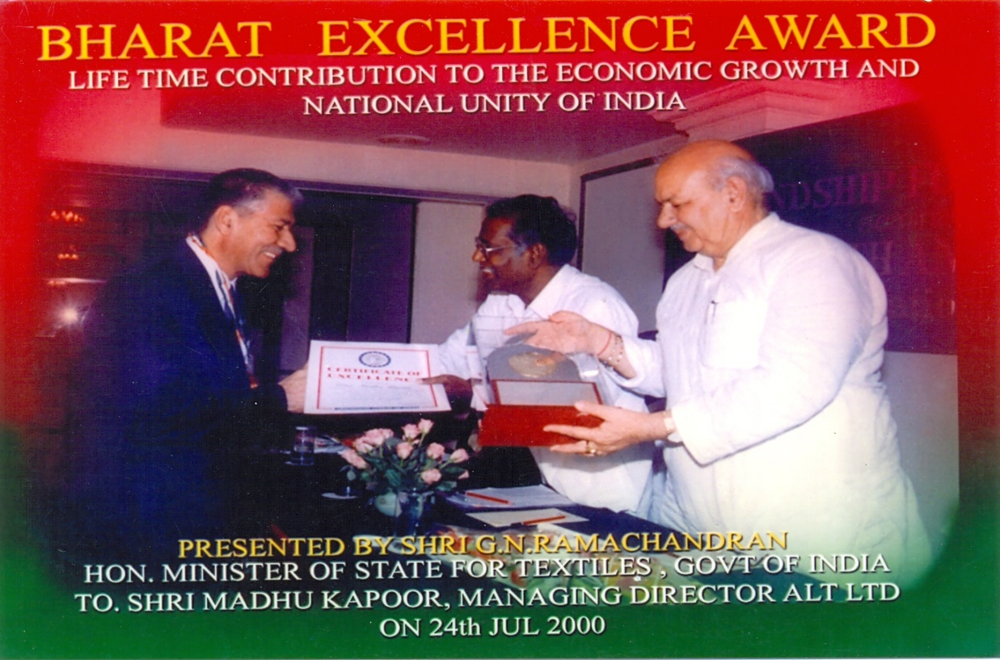 BHARAT EXCELLENCE AWARD
LIFE TIME CONTRIBUTION TO THE ECONOMIC GROWTH AND
NATIONAL UNITY OF INDIA
NDSHIP
CERTIFICATE OF
EXCELLENCE
PRESENTED BY SHRI G.N.RAMACHANDRAN
HON. MINISTER OF STATE FOR TEXTILES , GOVT OF INDIA
TO. SHRI MADHU KAPOOR, MANAGING DIRECTOR ALT LTD
ON 24th JUL 2000